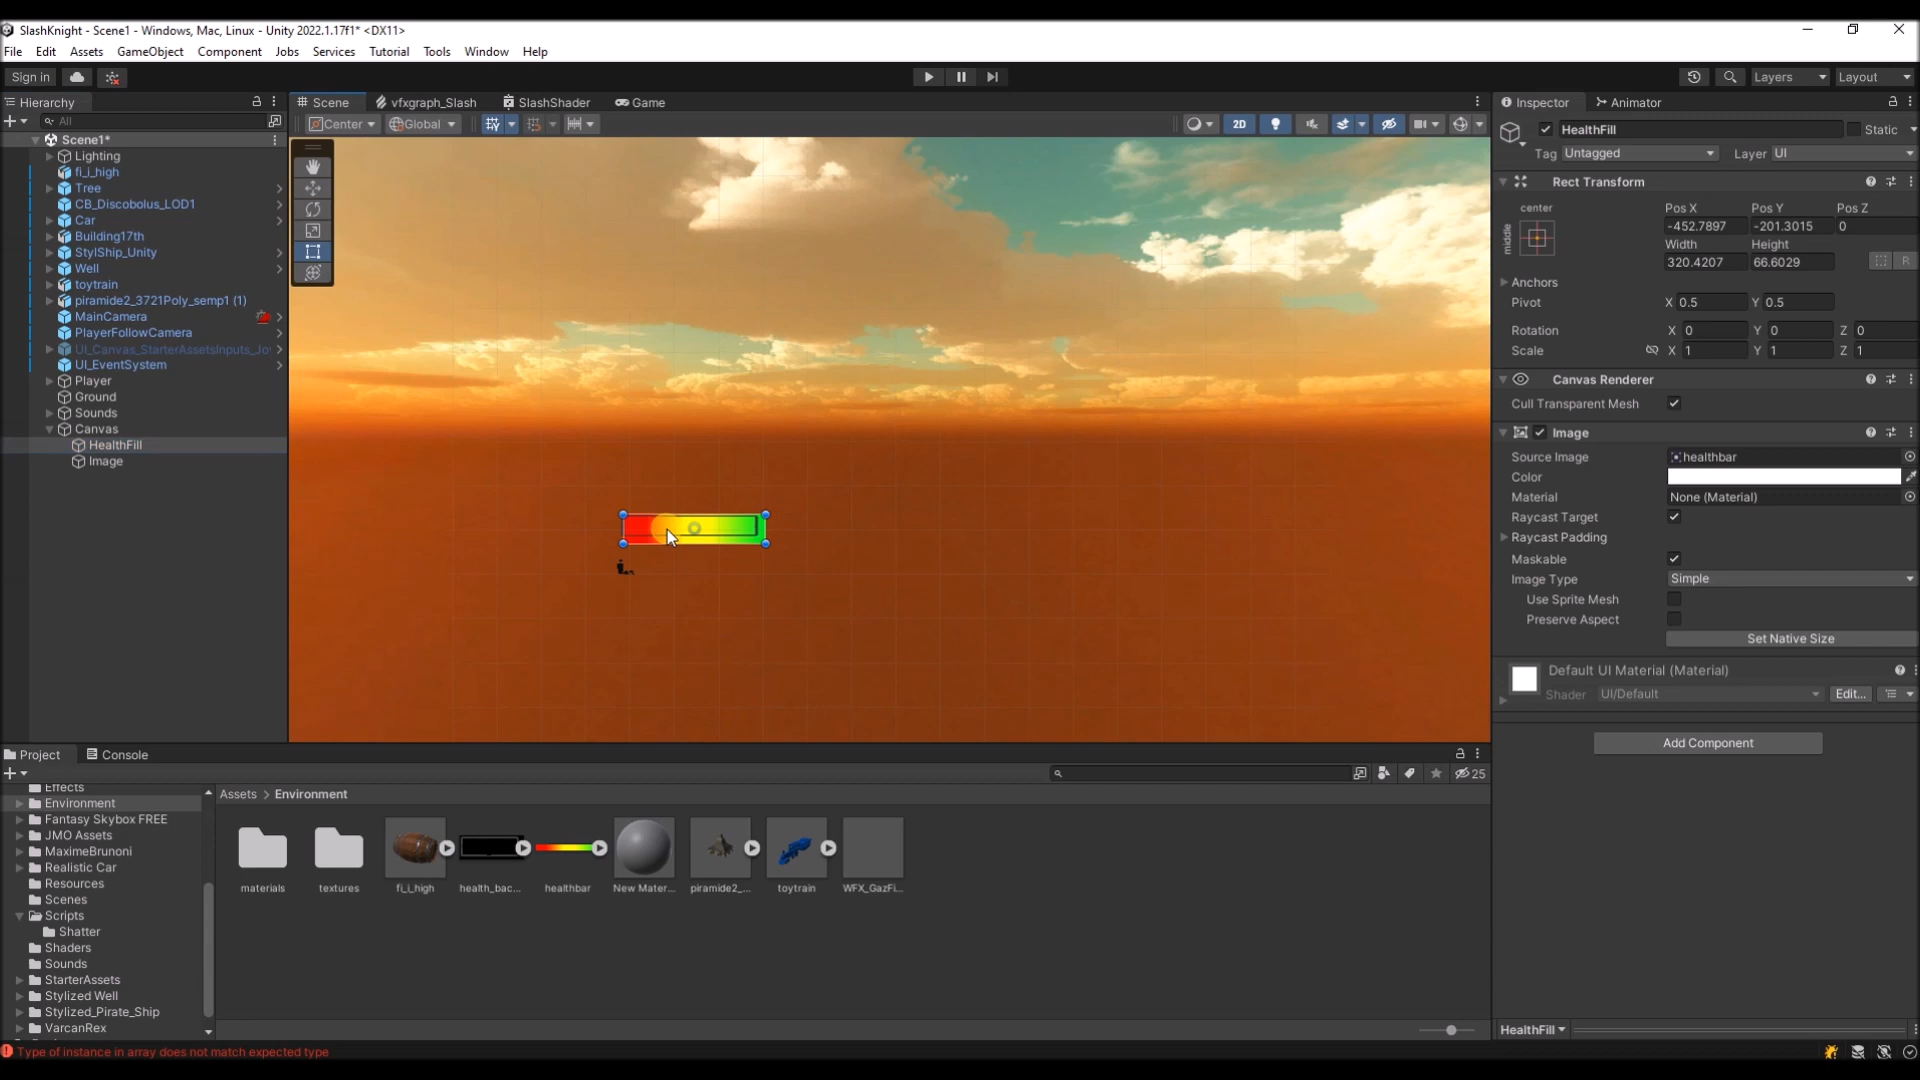 SlashKnight - Scene1 - Windows, Mac, Linux - Unity 2022.1.17f1* <DX11>
File Edit Assets GameObject Component Jobs Services Tutorial Tools Window Help
Sign in Layers Layout
Hierarchy
All
Scene1*
Lighting
fi_i_high
Tree
CB_Discobolus_LOD1
Car
Building17th
StylShip_Unity
Well
toytrain
piramide2_3721Poly_semp1 (1)
MainCamera
PlayerFollowCamera
UI_Canvas_StarterAssetsInputs_Jo
UI_EventSystem
Player
Ground
Sounds
Canvas
HealthFill
Image
Scene vfxgraph_Slash SlashShader Game
Center Global 2D
Inspector Animator
HealthFill Static
Tag Untagged Layer UI
Rect Transform
center
middle
Pos X Pos Y Pos Z
-452.7897 -201.3015 0
Width Height
320.4207 66.6029 R
Anchors
Pivot X 0.5 Y 0.5
Rotation X 0 Y 0 Z 0
Scale X 1 Y 1 Z 1
Canvas Renderer
Cull Transparent Mesh
Image
Source Image healthbar
Color
Material None (Material)
Raycast Target
Raycast Padding
Maskable
Image Type Simple
Use Sprite Mesh
Preserve Aspect
Set Native Size
Default UI Material (Material)
Shader UI/Default Edit...
Add Component
HealthFill
Project Console
25
Effects
Environment
Fantasy Skybox FREE
JMO Assets
MaximeBrunoni
Realistic Car
Resources
Scenes
Scripts
Shatter
Shaders
Sounds
StarterAssets
Stylized Well
Stylized_Pirate_Ship
VarcanRex
Assets > Environment
materials textures fi_i_high health_bac... healthbar New Mater... piramide2_... toytrain WFX_GazFi...
Type of instance in array does not match expected type